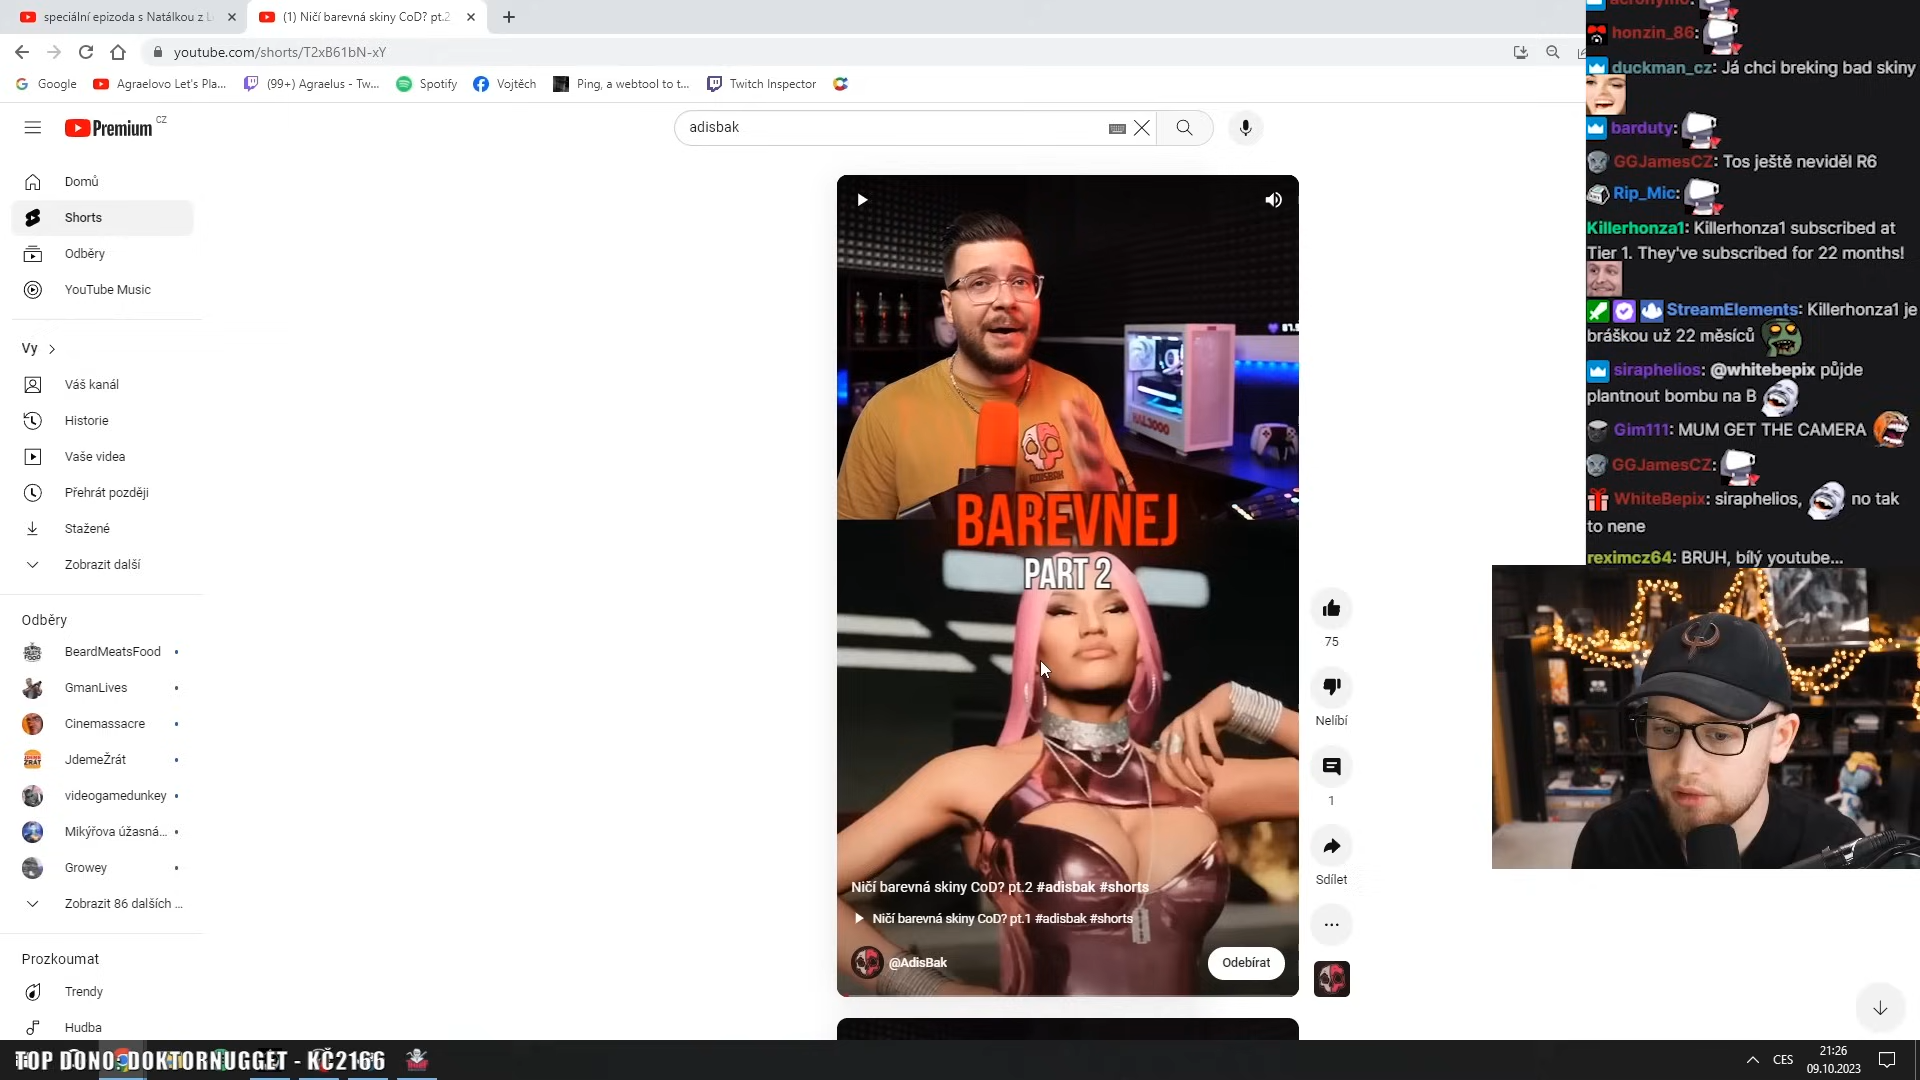 speciální epizoda s Natálkou z L
(1) Ničí barevná skiny CoD? pt.2
youtube.com/shorts/T2xB61bN-xY
Google
Agraelovo Let's Pla...
(99+) Agraelus - Tw...
Spotify
Vojtěch
Ping, a webtool to t...
Twitch Inspector
Premium CZ
adisbak
Domů
Shorts
Odběry
YouTube Music
Vy
Váš kanál
Historie
Vaše videa
Přehrát později
Stažené
Zobrazit další
Odběry
BeardMeatsFood
GmanLives
Cinemassacre
JdemeŽrát
videogamedunkey
Mikýřova úžasná...
Growey
Zobrazit 86 dalších ...
Prozkoumat
Trendy
Hudba
HAL3000
ADISBAK
BAREVNEJ
PART 2
Ničí barevná skiny CoD? pt.2 #adisbak #shorts
Ničí barevná skiny CoD? pt.1 #adisbak #shorts
@AdisBak
Odebírat
75
Nelíbí
1
Sdílet
honzin_86:
duckman_cz: Já chci breking bad skiny
barduty:
GGJamesCZ: Tos ještě neviděl R6
Rip_Mic:
Killerhonza1: Killerhonza1 subscribed at
Tier 1. They've subscribed for 22 months!
StreamElements: Killerhonza1 je
bráškou už 22 měsíců
siraphelios: @whitebepix půjde
plantnout bombu na B
Gim111: MUM GET THE CAMERA
GGJamesCZ:
WhiteBepix: siraphelios, no tak
to nene
reximcz64: BRUH, bílý youtube...
TOP DONO: DOKTORNUGGET - KČ2166
CES
21:26
09.10.2023